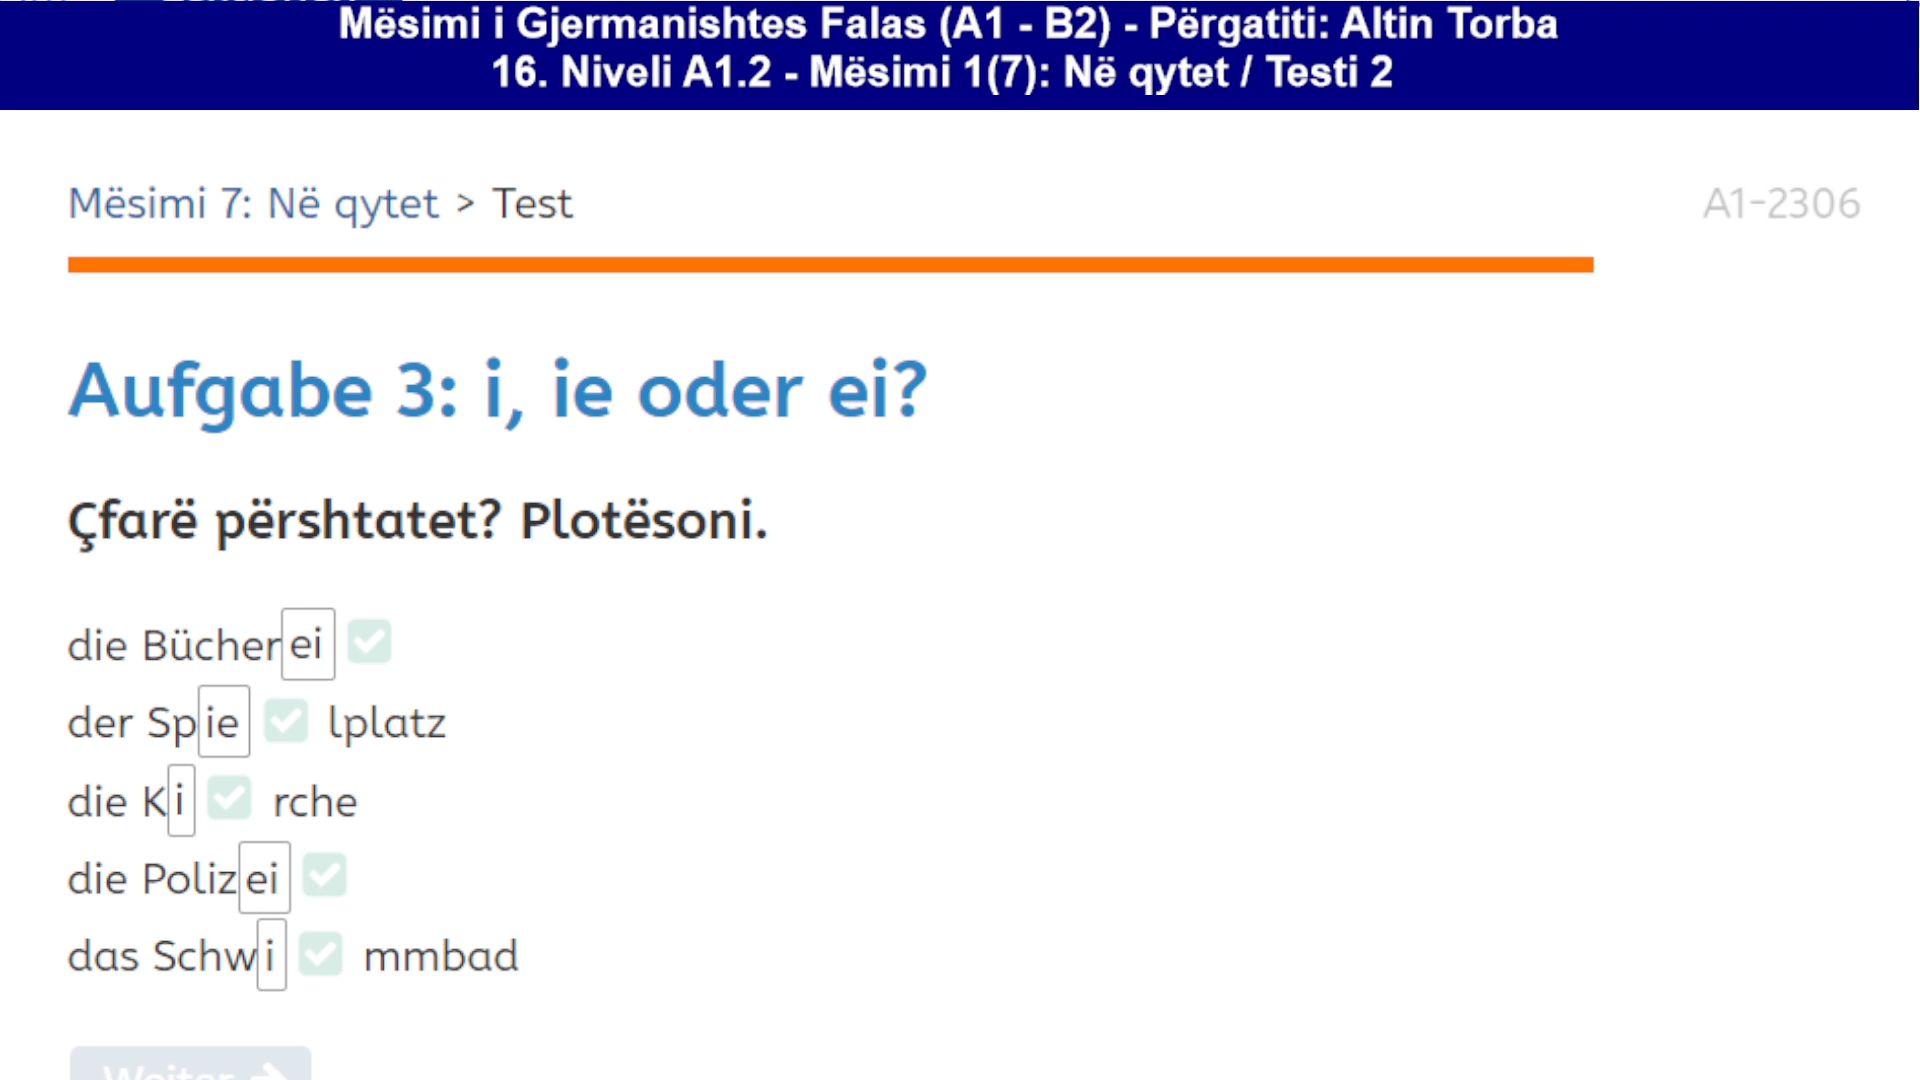 Mësimi i Gjermanishtes Falas (A1 - B2) - Përgatiti: Altin Torba
16. Niveli A1.2 - Mësimi 1(7): Në qytet / Testi 2
Mësimi 7: Në qytet > Test
A1-2306
Aufgabe 3: i, ie oder ei?
Çfarë përshtatet? Plotësoni.
die Bücherei
der Spie lplatz
die Ki rche
die Polizei
das Schwi mmbad
Weiter →